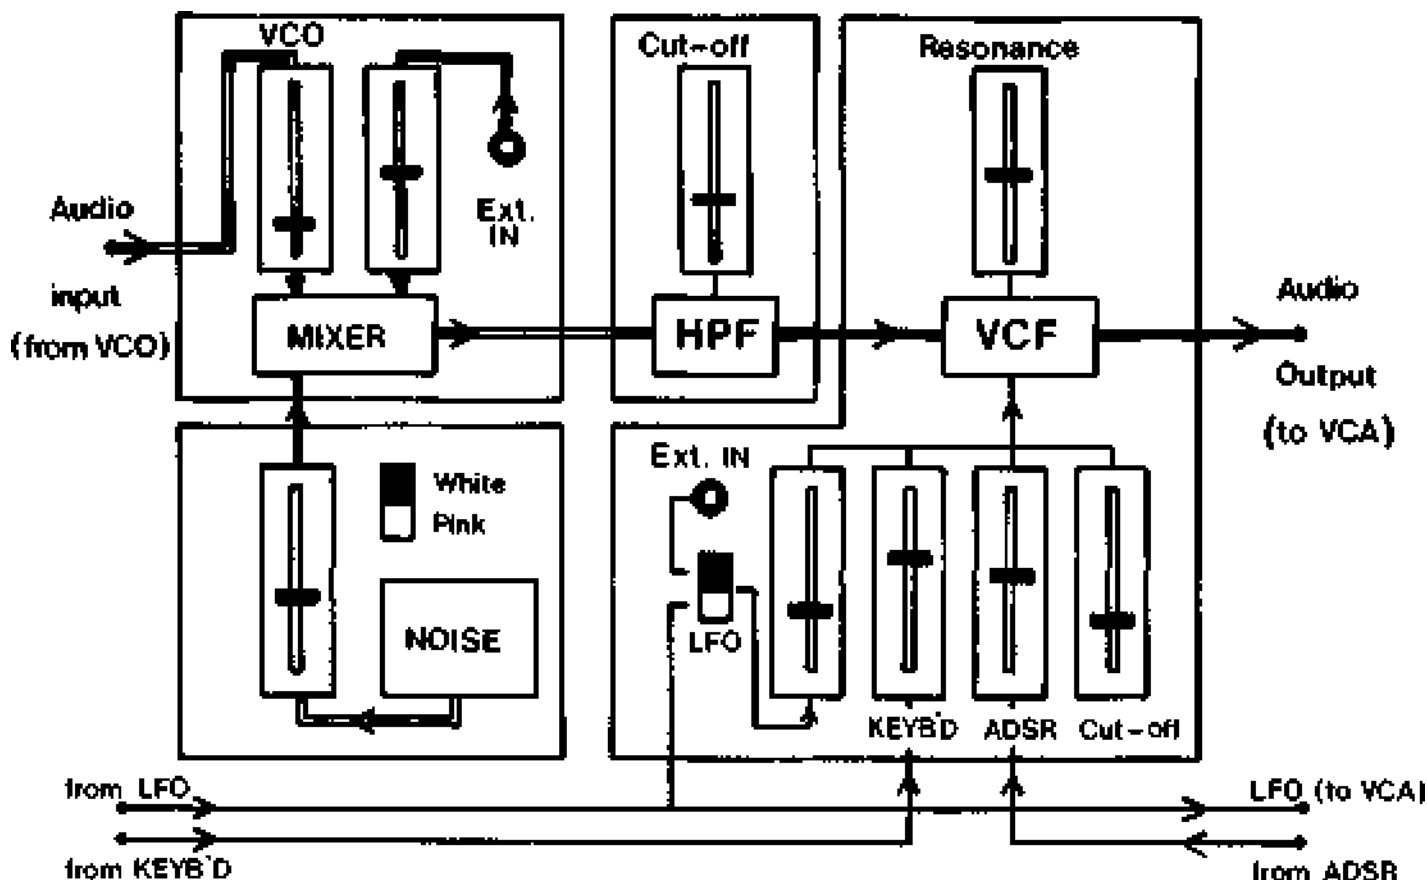 VCO
Cut-off
Resonance
Audio
input
(from VCO)
Ext.
IN
MIXER
HPF
VCF
Audio
Output
(to VCA)
White
Pink
NOISE
Ext. IN
LFO
KEYB'D
ADSR
Cut-off
from LFO
LFO (to VCA)
from KEYB'D
from ADSR